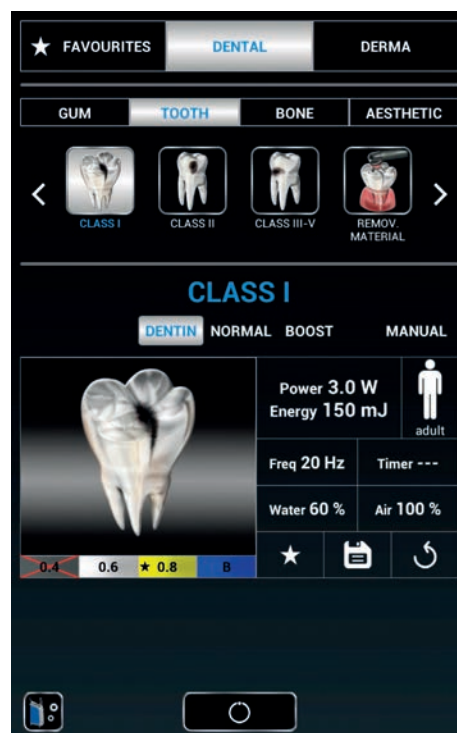 ★ FAVOURITES DENTAL DERMA
GUM TOOTH BONE AESTHETIC
CLASS I CLASS II CLASS III-V REMOV.
MATERIAL
CLASS I
DENTIN NORMAL BOOST MANUAL
Power 3.0 W
Energy 150 mJ
adult
Freq 20 Hz Timer ---
Water 60 % Air 100 %
0.4 0.6 ★ 0.8 B